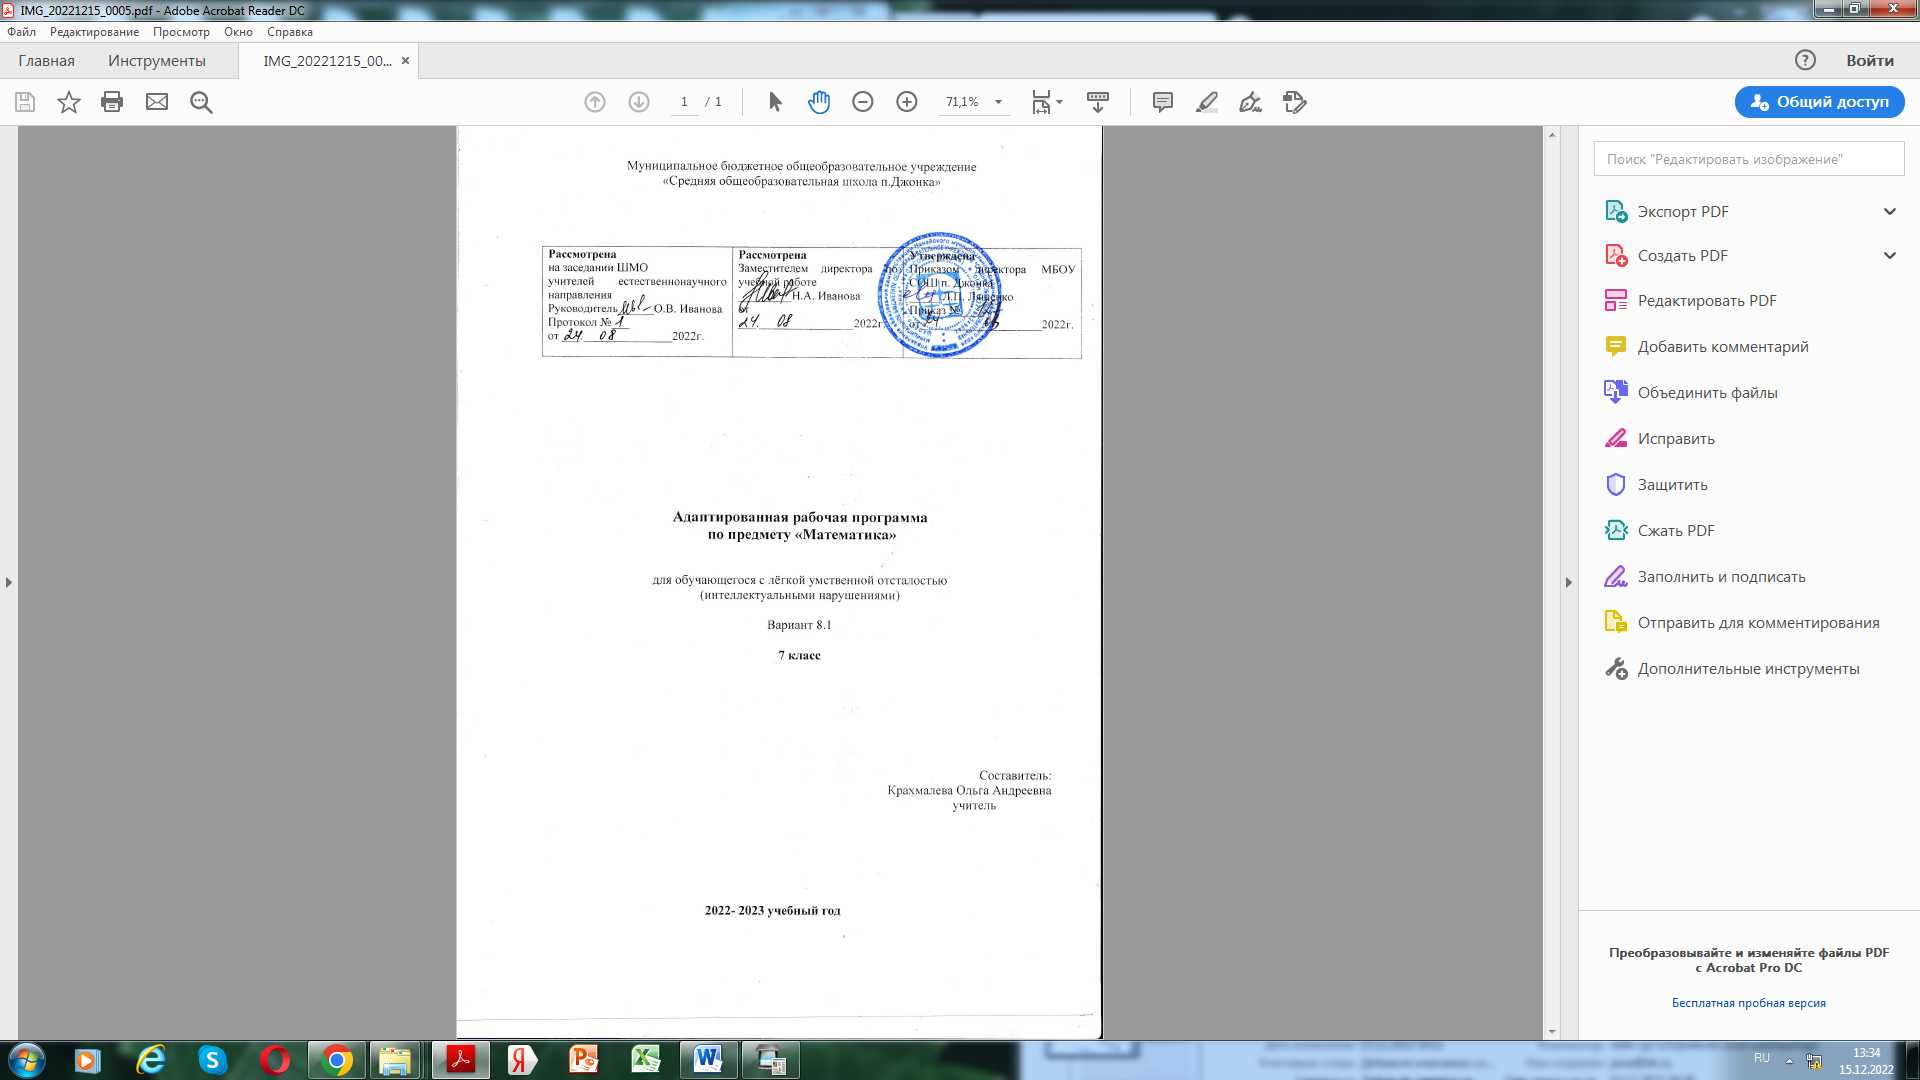 IMG_20221215_0005.pdf - Adobe Acrobat Reader DC
Файл Редактирование Просмотр Окно Справка
Главная Инструменты IMG_20221215_00... ×
? Войти
1 / 1 71,1%
Общий доступ
Муниципальное бюджетное общеобразовательное учреждение
«Средняя общеобразовательная школа п.Джонка»
Рассмотрена
на заседании ШМО
учителей естественнонаучного
направления
Руководитель О.В. Иванова
Протокол № 1
от 24. 08 2022г.
Рассмотрена
Заместителем директора по
учебной работе
Н.А. Иванова
от
24. 08 2022г.
Утверждена
Приказом директора МБОУ
СОШ п. Джонка
Л.П. Ляшенко
Приказ №
от 24 08 2022г.
Адаптированная рабочая программа
по предмету «Математика»
для обучающегося с лёгкой умственной отсталостью
(интеллектуальными нарушениями)
Вариант 8.1
7 класс
Составитель:
Крахмалева Ольга Андреевна
учитель
2022- 2023 учебный год
Поиск "Редактировать изображение"
Экспорт PDF
Создать PDF
Редактировать PDF
Добавить комментарий
Объединить файлы
Исправить
Защитить
Сжать PDF
Заполнить и подписать
Отправить для комментирования
Дополнительные инструменты
Преобразовывайте и изменяйте файлы PDF
с Acrobat Pro DC
Бесплатная пробная версия
RU
13:34
15.12.2022